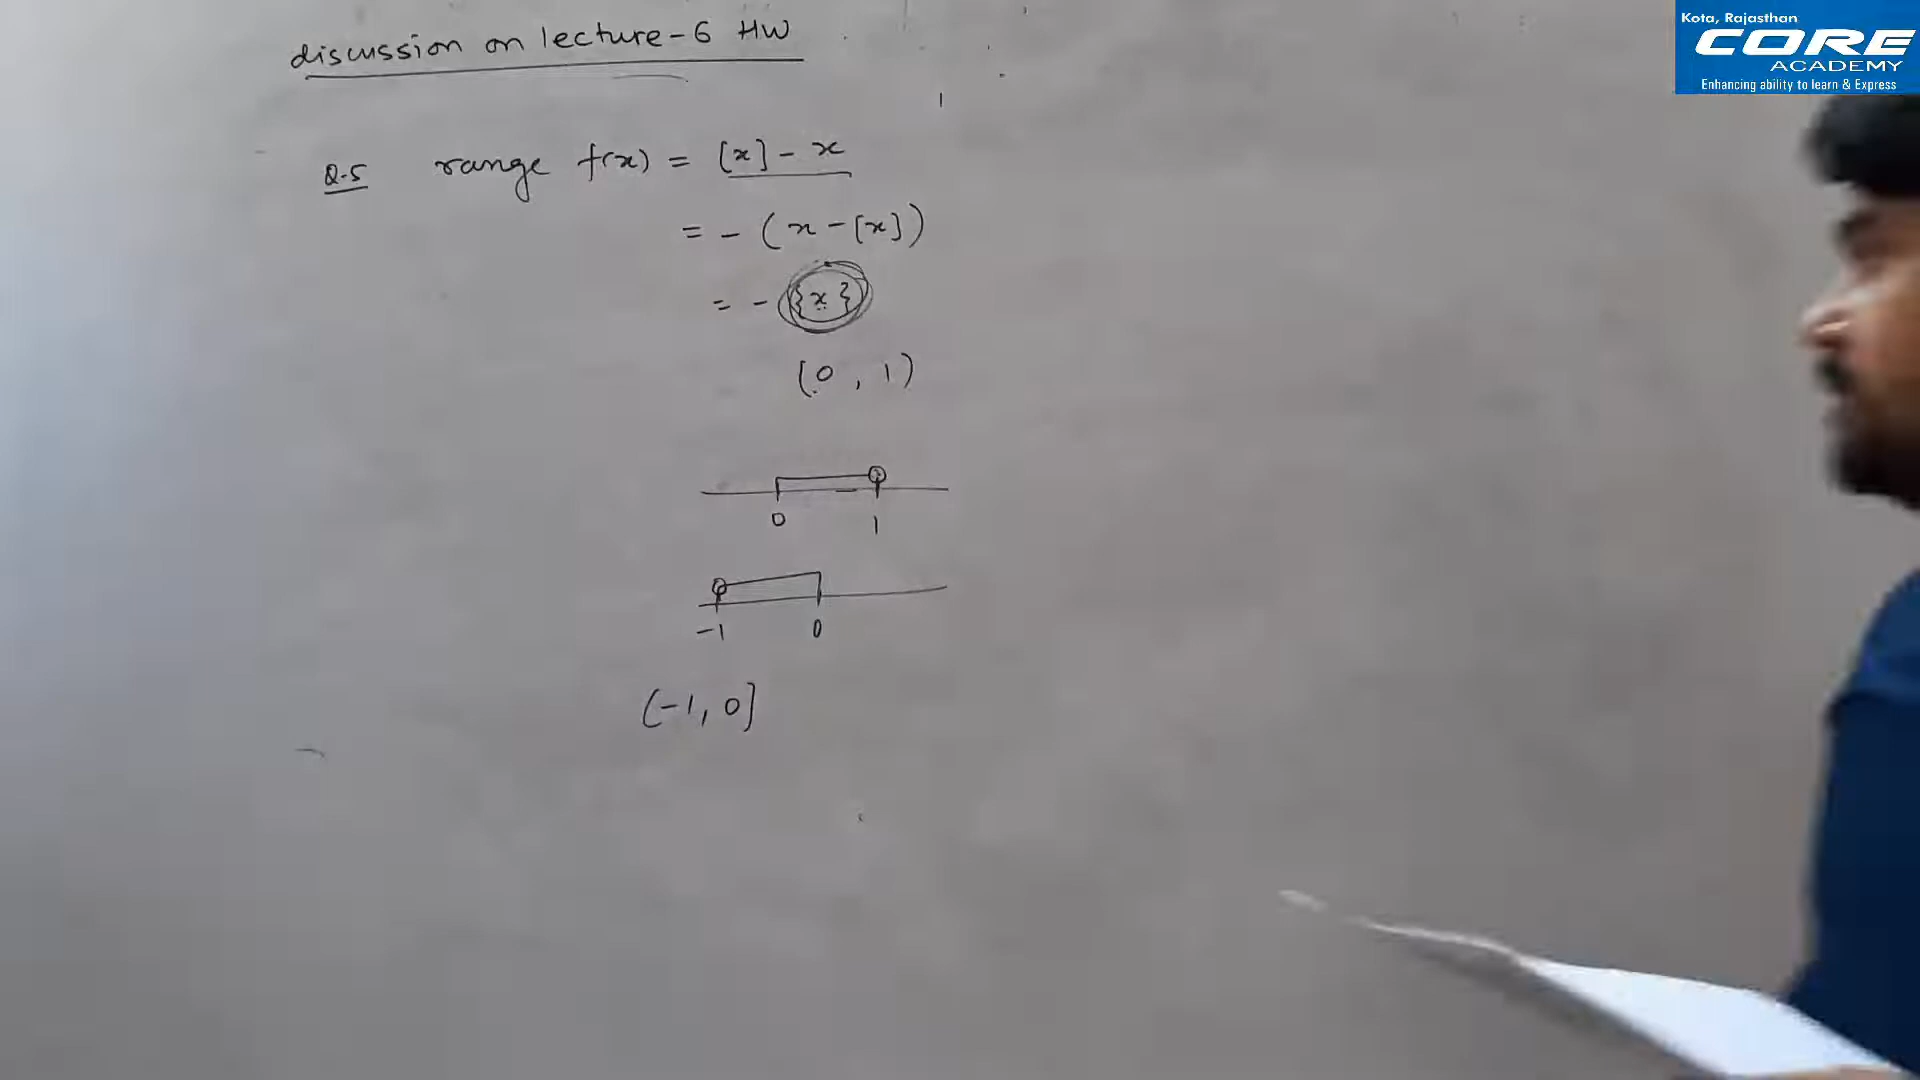 Kota, Rajasthan
CORE
ACADEMY
Enhancing ability to learn & Express
discussion on lecture-6 HW
Q-5 range f(x) = [x] - x
= - (x - [x])
= - {x}
[0, 1)
0 1
-1 0
(-1, 0]